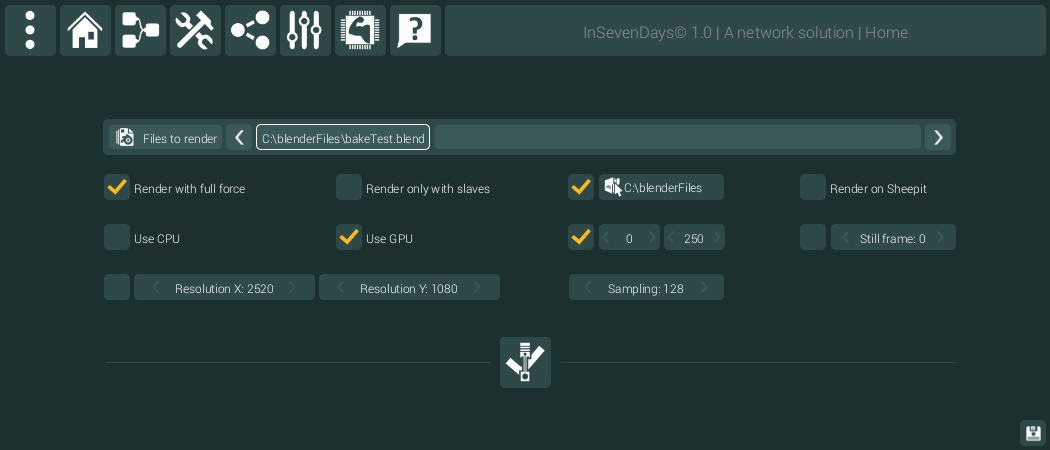 InSevenDays© 1.0 | A network solution | Home
Files to render C:\blenderFiles\bakeTest.blend
Render with full force Render only with slaves C:\blenderFiles Render on Sheepit
Use CPU Use GPU 0 250 Still frame: 0
Resolution X: 2520 Resolution Y: 1080 Sampling: 128